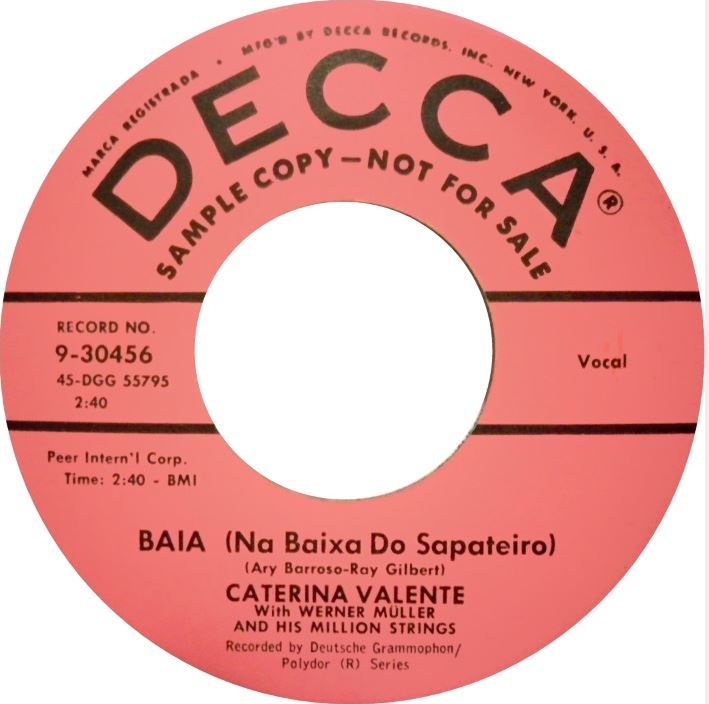 MARCA REGISTRADA • MFG'D BY DECCA RECORDS, INC., NEW YORK, U. S. A.
DECCA®
SAMPLE COPY—NOT FOR SALE
RECORD NO.
9-30456
45-DGG 55795
2:40
Vocal
Peer Intern'l Corp.
Time: 2:40 - BMI
BAIA (Na Baixa Do Sapateiro)
(Ary Barroso-Ray Gilbert)
CATERINA VALENTE
With WERNER MÜLLER
AND HIS MILLION STRINGS
Recorded by Deutsche Grammophon/
Polydor (R) Series